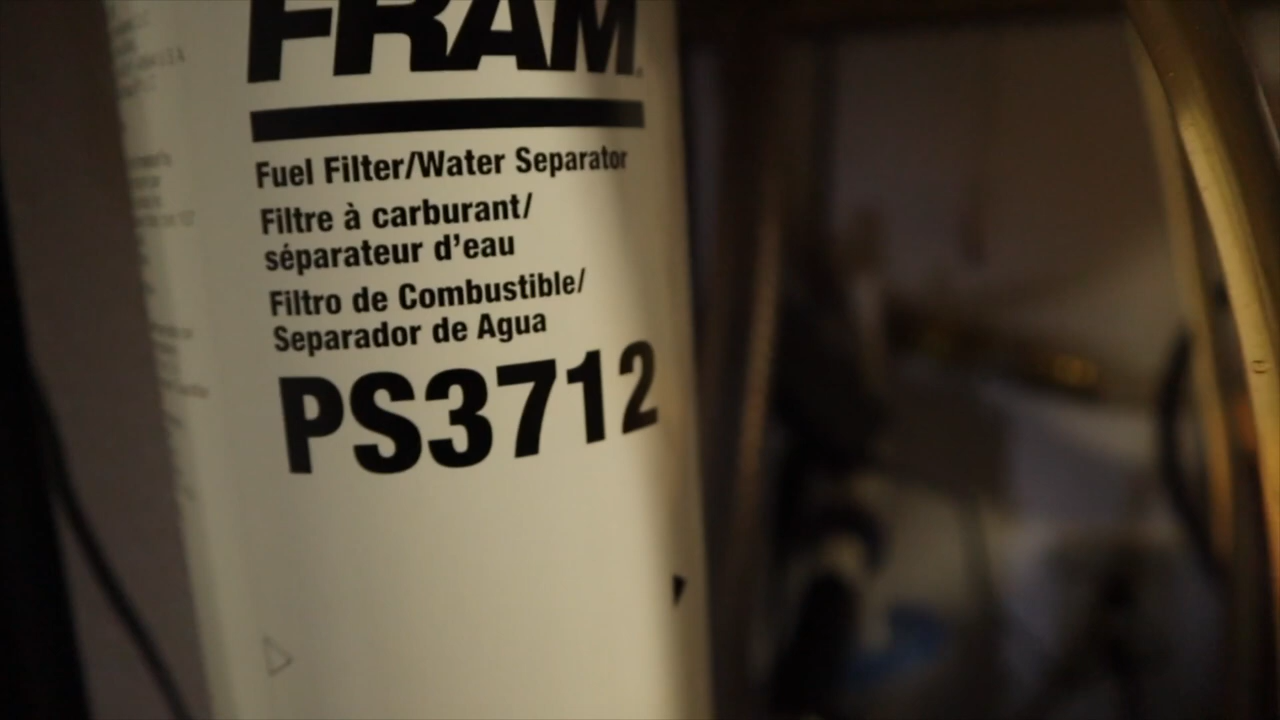 FRAM
Fuel Filter/Water Separator
Filtre à carburant/
séparateur d'eau
Filtro de Combustible/
Separador de Agua
PS3712